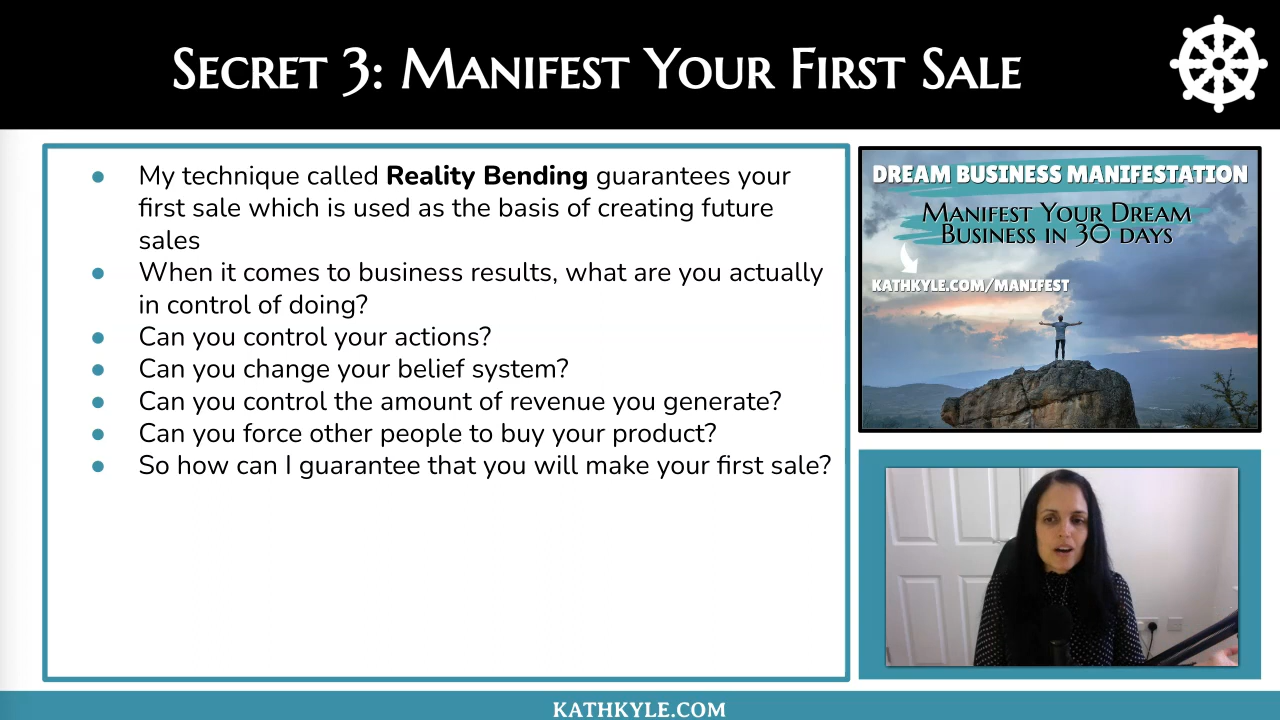 Secret 3: Manifest Your First Sale
My technique called Reality Bending guarantees your
first sale which is used as the basis of creating future
sales
When it comes to business results, what are you actually
in control of doing?
Can you control your actions?
Can you change your belief system?
Can you control the amount of revenue you generate?
Can you force other people to buy your product?
So how can I guarantee that you will make your first sale?
DREAM BUSINESS MANIFESTATION
Manifest Your Dream
Business in 30 days
KATHKYLE.COM/MANIFEST
KATHKYLE.COM